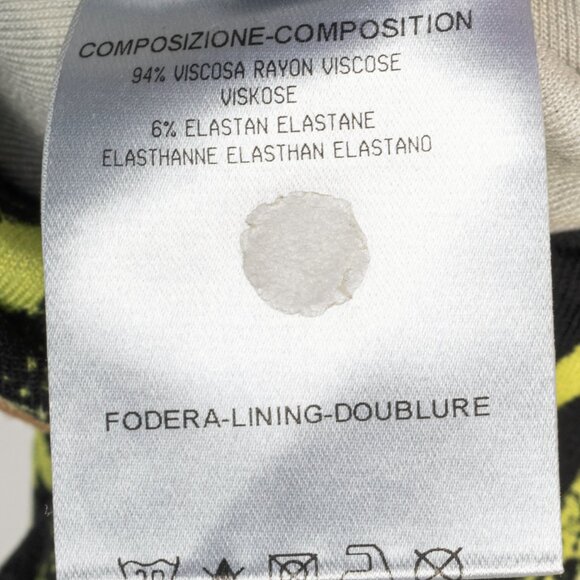 COMPOSIZIONE-COMPOSITION
94% VISCOSA RAYON VISCOSE
VISKOSE
6% ELASTAN ELASTANE
ELASTHANNE ELASTHAN ELASTANO
FODERA-LINING-DOUBLURE